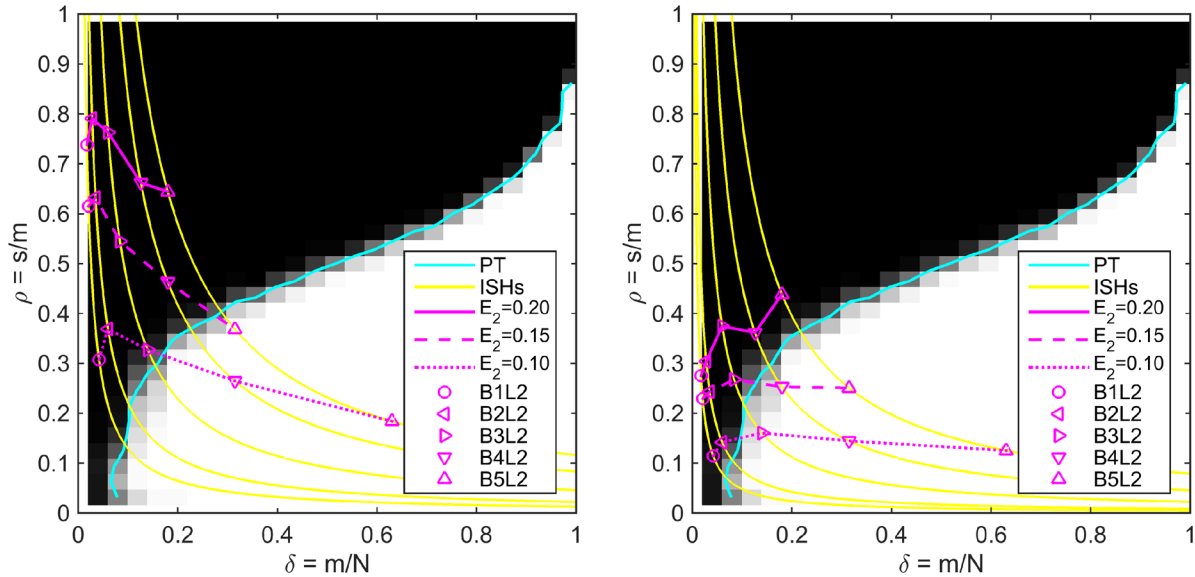 1
0.9
0.8
0.7
0.6
0.5
0.4
0.3
0.2
0.1
0
ρ = s/m
0 0.2 0.4 0.6 0.8 1
δ = m/N
PT
ISHs
E2=0.20
E2=0.15
E2=0.10
B1L2
B2L2
B3L2
B4L2
B5L2
1
0.9
0.8
0.7
0.6
0.5
0.4
0.3
0.2
0.1
0
ρ = s/m
0 0.2 0.4 0.6 0.8 1
δ = m/N
PT
ISHs
E2=0.20
E2=0.15
E2=0.10
B1L2
B2L2
B3L2
B4L2
B5L2